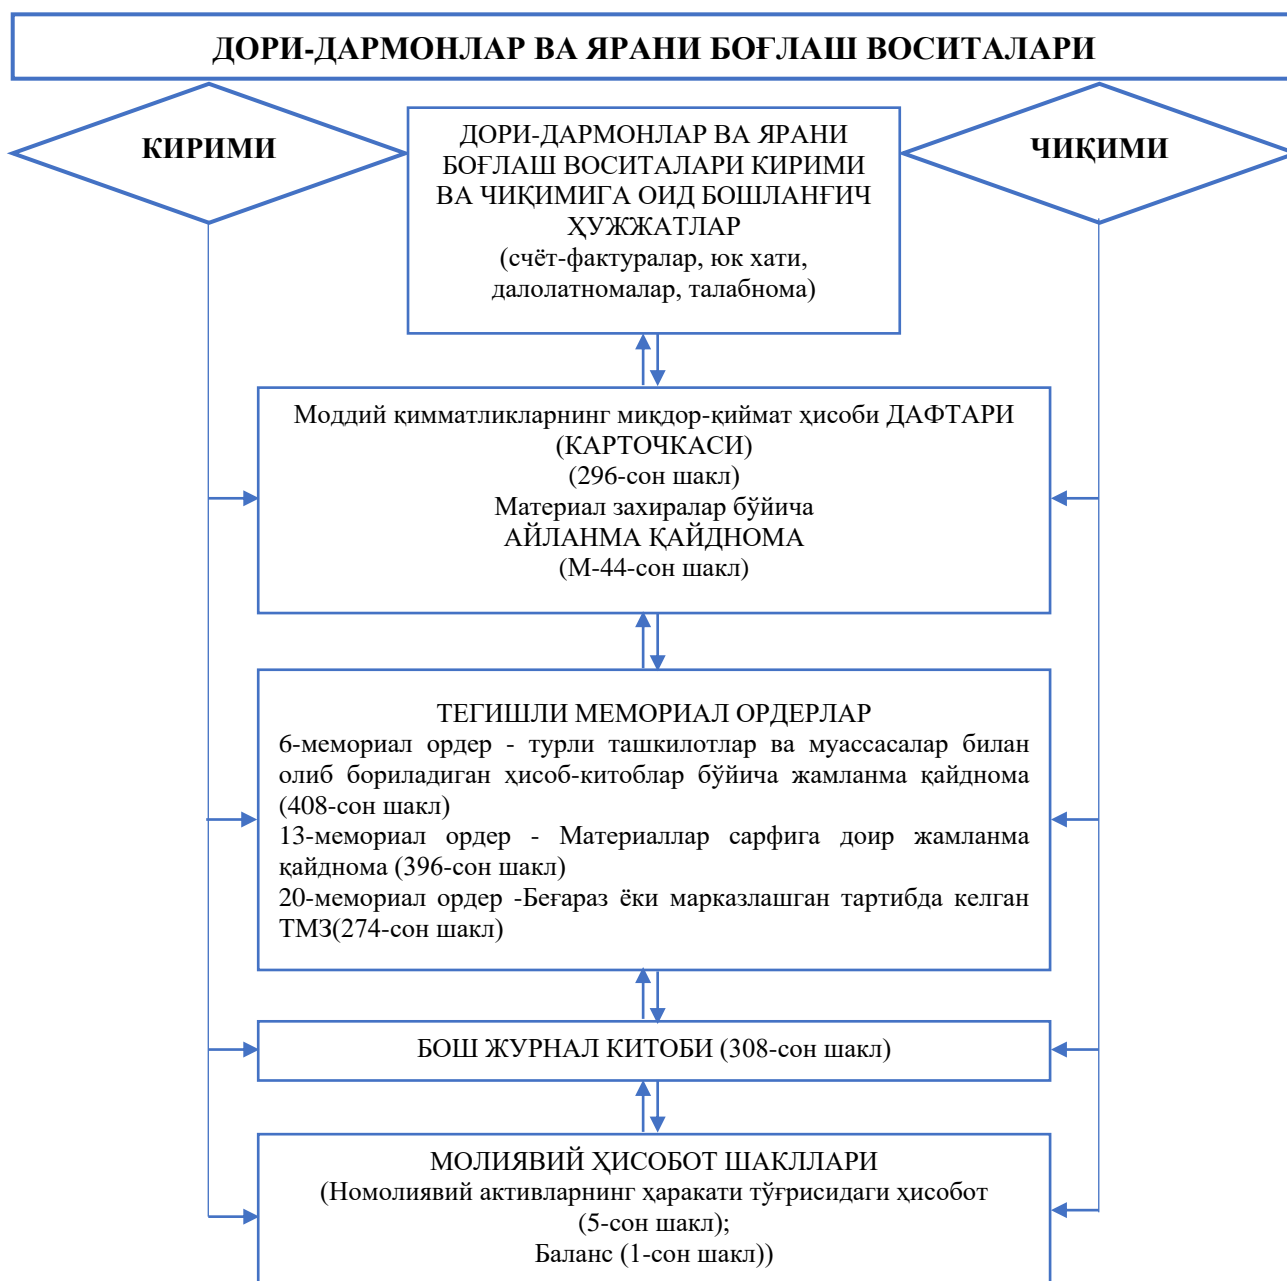 ДОРИ-ДАРМОНЛАР ВА ЯРАНИ БОҒЛАШ ВОСИТАЛАРИ
КИРИМИ
ДОРИ-ДАРМОНЛАР ВА ЯРАНИ
БОҒЛАШ ВОСИТАЛАРИ КИРИМИ
ВА ЧИҚИМИГА ОИД БОШЛАНҒИЧ
ҲУЖЖАТЛАР
(счёт-фактуралар, юк хати,
далолатномалар, талабнома)
ЧИҚИМИ
Моддий қимматликларнинг миқдор-қиймат ҳисоби ДАФТАРИ
(КАРТОЧКАСИ)
(296-сон шакл)
Материал захиралар бўйича
АЙЛАНМА ҚАЙДНОМА
(М-44-сон шакл)
ТЕГИШЛИ МЕМОРИАЛ ОРДЕРЛАР
6-мемориал ордер - турли ташкилотлар ва муассасалар билан
олиб бориладиган ҳисоб-китоблар бўйича жамланма қайднома
(408-сон шакл)
13-мемориал ордер - Материаллар сарфига доир жамланма
қайднома (396-сон шакл)
20-мемориал ордер -Беғараз ёки марказлашган тартибда келган
ТМЗ(274-сон шакл)
БОШ ЖУРНАЛ КИТОБИ (308-сон шакл)
МОЛИЯВИЙ ҲИСОБОТ ШАКЛЛАРИ
(Номолиявий активларнинг ҳаракати тўғрисидаги ҳисобот
(5-сон шакл);
Баланс (1-сон шакл))